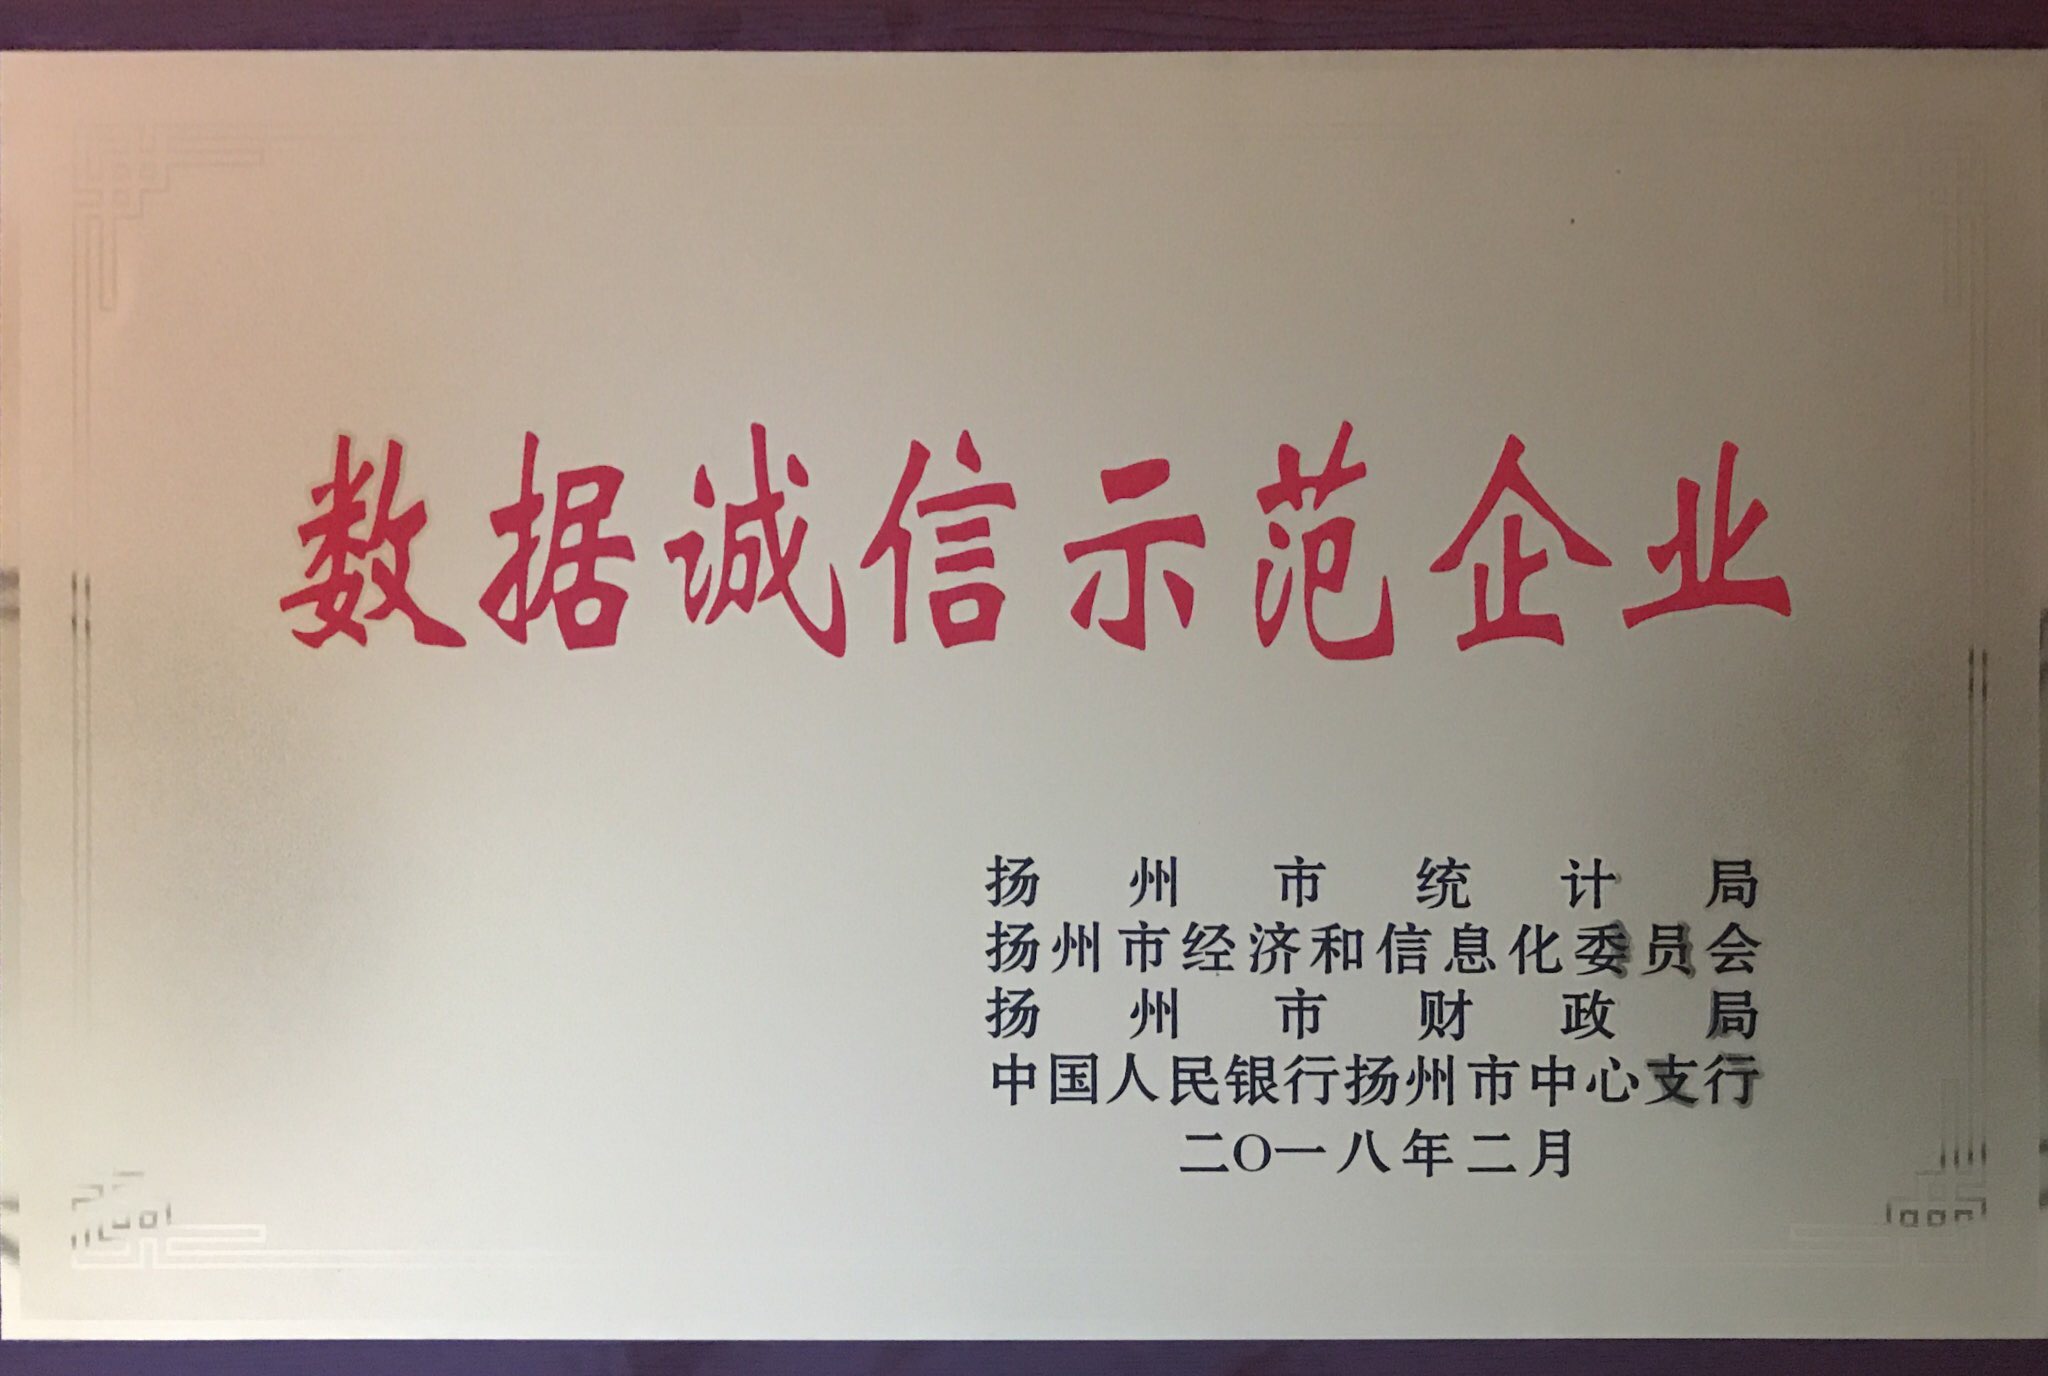 数据诚信示范企业
扬州市统计局
扬州市经济和信息化委员会
扬州市财政局
中国人民银行扬州市中心支行
二〇一八年二月